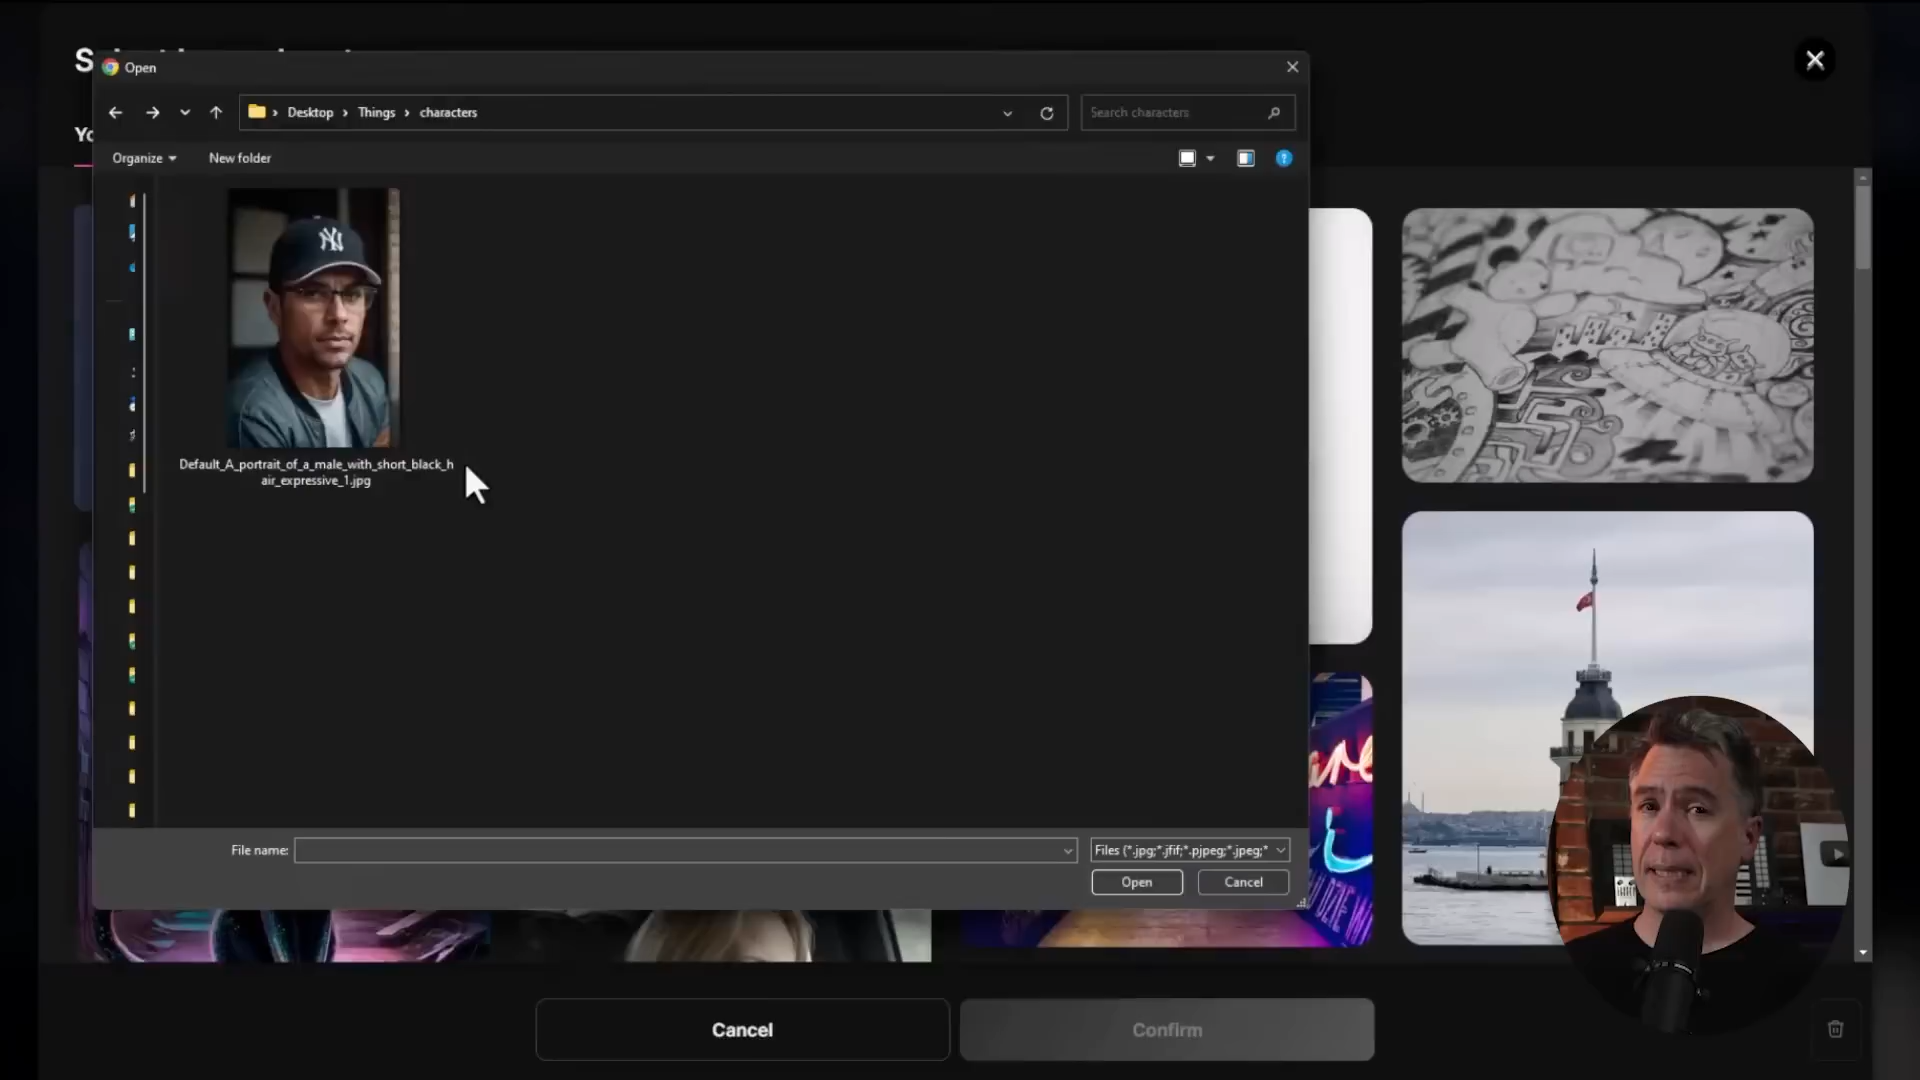 Open
Desktop
Things
characters
Search characters
Organize
New folder
NY
Default_A_portrait_of_a_male_with_short_black_h
air_expressive_1.jpg
File name:
Files (*.jpg;*.jfif;*.pjpeg;*.jpeg;*
Open
Cancel
Cancel
Confirm